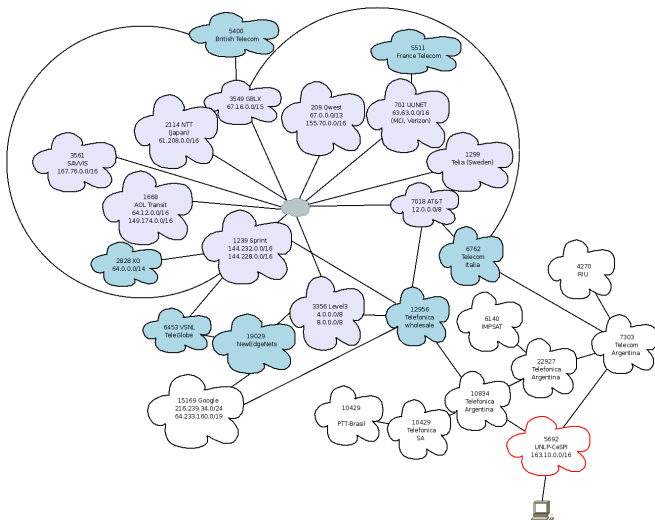 5400
British Telecom
5511
France Telecom
3549 GBLX
67.16.0.0/15
209 Qwest
67.0.0.0/13
155.70.0.0/16
701 UUNET
63.63.0.0/16
(MCI, Verizon)
2114 NTT
(Japan)
61.208.0.0/16
3561
SAVVIS
167.76.0.0/16
1299
Telia (Sweden)
1668
AOL Transit
64.12.0.0/16
149.174.0.0/16
7018 AT&T
12.0.0.0/8
1239 Sprint
144.232.0.0/16
144.228.0.0/16
6762
Telecom
Italia
2828 XO
64.0.0.0/14
4270
RIU
3356 Level3
4.0.0.0/8
8.0.0.0/8
12956
Telefonica
wholesale
6140
IMPSAT
6453 VSNL
TeleGlobe
19029
NewEdgeNets
7303
Telecom
Argentina
22927
Telefonica
Argentina
15169 Google
216.239.34.0/24
64.233.160.0/19
10834
Telefonica
Argentina
10429
PTT-Brasil
10429
Telefonica
SA
5692
UNLP-CeSPI
163.10.0.0/16